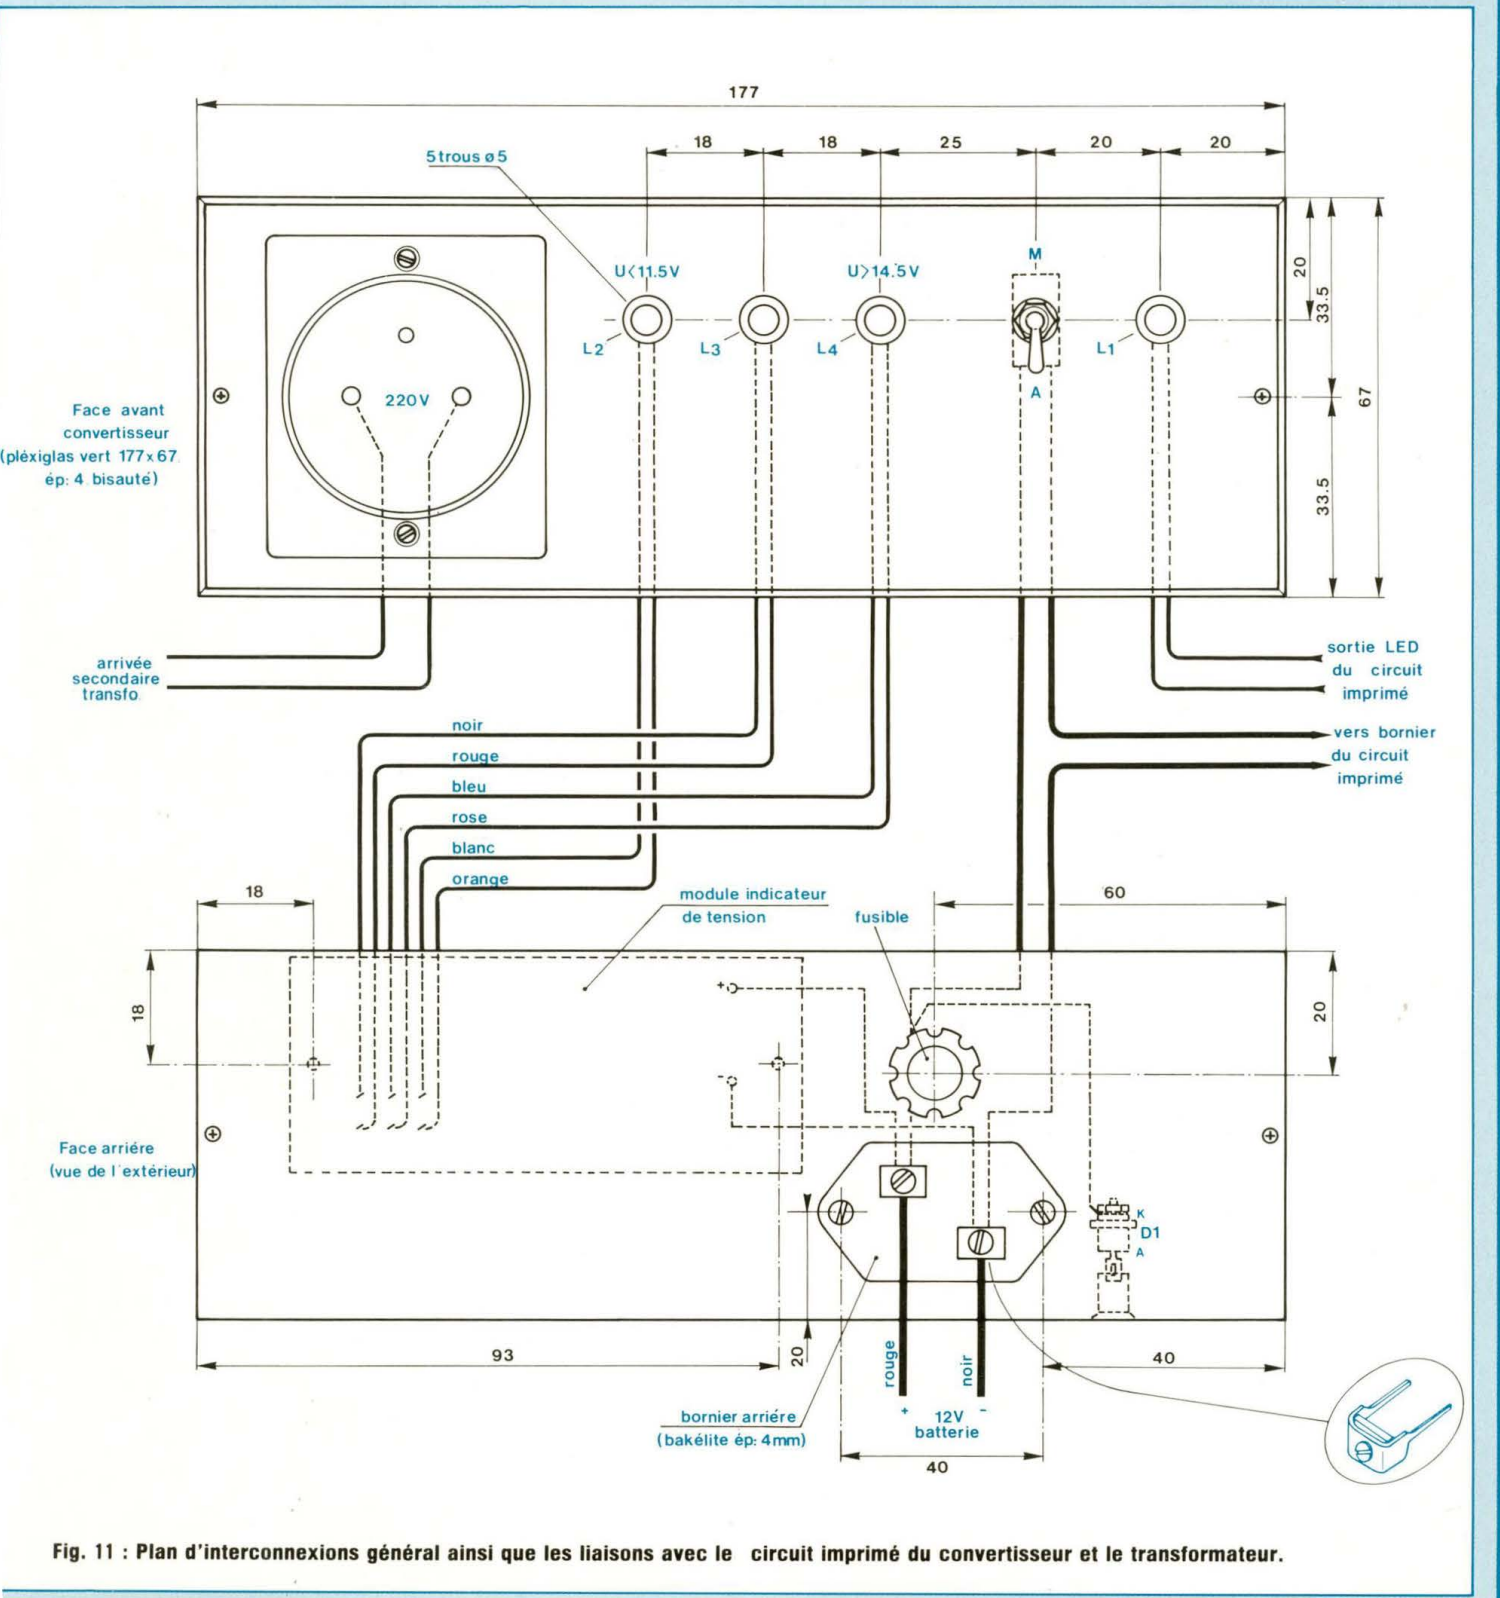 177
18
18
25
20
20
5 trous ø 5
U<11.5V
U>14.5V
M
20
33.5
L2
L3
L4
L1
A
67
220V
Face avant
convertisseur
(pléxiglas vert 177x67
ép: 4 bisauté)
33.5
arrivée
secondaire
transfo
sortie LED
du circuit
imprimé
noir
rouge
bleu
rose
blanc
orange
vers bornier
du circuit
imprimé
18
module indicateur
de tension
fusible
60
18
+
20
-
Face arriére
(vue de l'extérieur)
K
D1
A
93
20
rouge
noir
40
+
12V
-
batterie
bornier arriére
(bakélite ép: 4mm)
40
Fig. 11 : Plan d'interconnexions général ainsi que les liaisons avec le circuit imprimé du convertisseur et le transformateur.